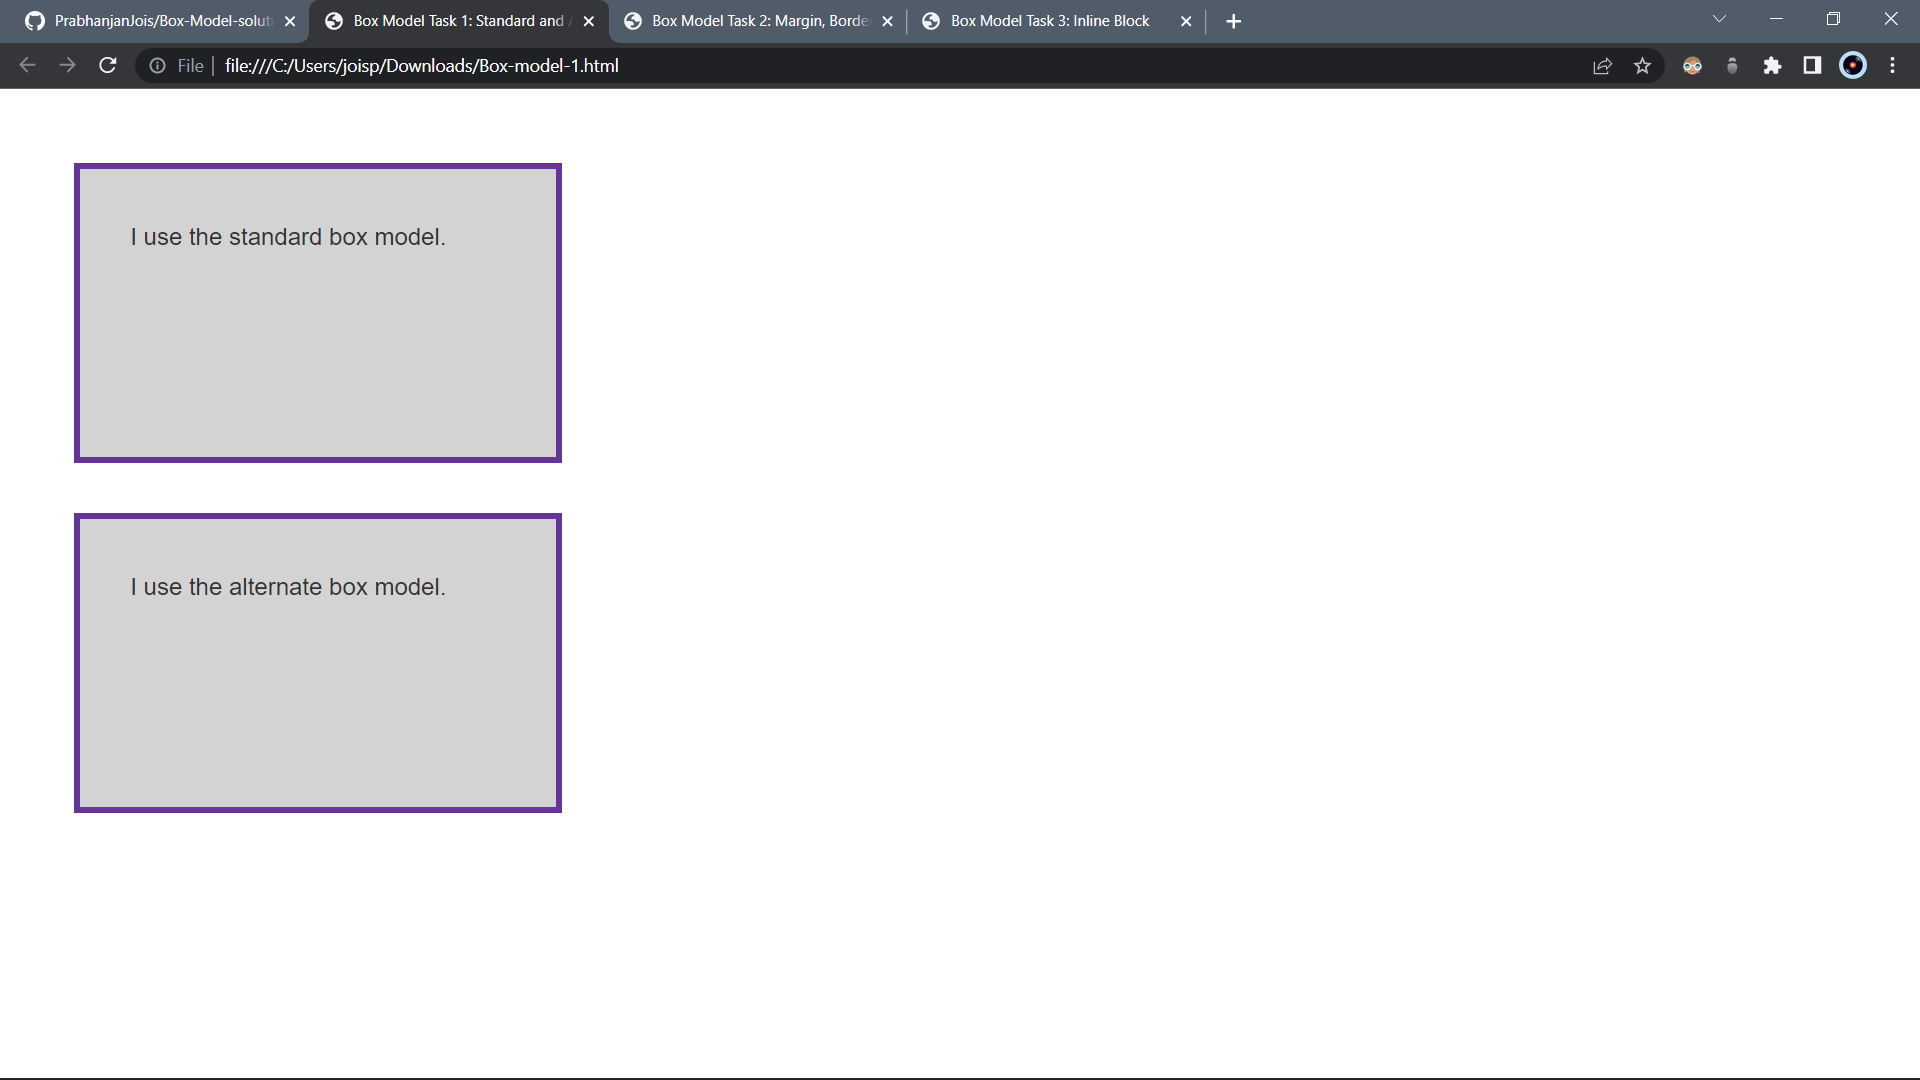 PrabhanjanJois/Box-Model-soluti
Box Model Task 1: Standard and
Box Model Task 2: Margin, Borde
Box Model Task 3: Inline Block
File
file:///C:/Users/joisp/Downloads/Box-model-1.html
I use the standard box model.
I use the alternate box model.